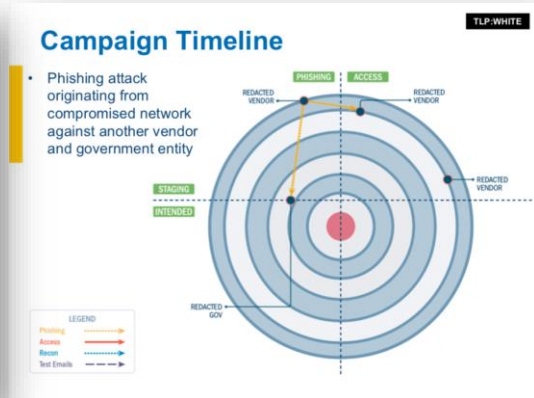 TLP:WHITE
Campaign Timeline
• Phishing attack
originating from
compromised network
against another vendor
and government entity
PHISHING
ACCESS
REDACTED
VENDOR
REDACTED
VENDOR
REDACTED
VENDOR
STAGING
INTENDED
REDACTED
GOV
LEGEND
Phishing
Access
Recon
Test Emails